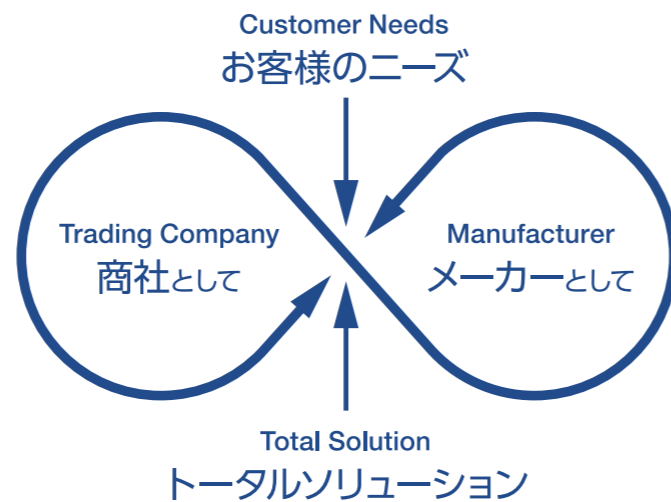 Customer Needs
お客様のニーズ
Trading Company
商社として
Manufacturer
メーカーとして
Total Solution
トータルソリューション